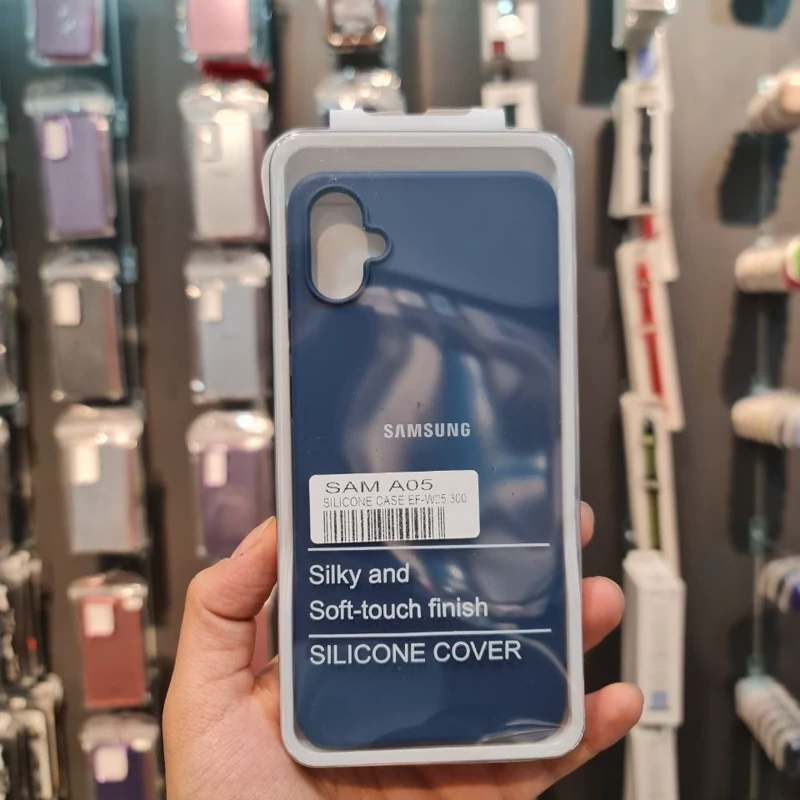 SAMSUNG
SAM A05
SILICONE CASE EF-W25 300
Silky and
Soft-touch finish
SILICONE COVER